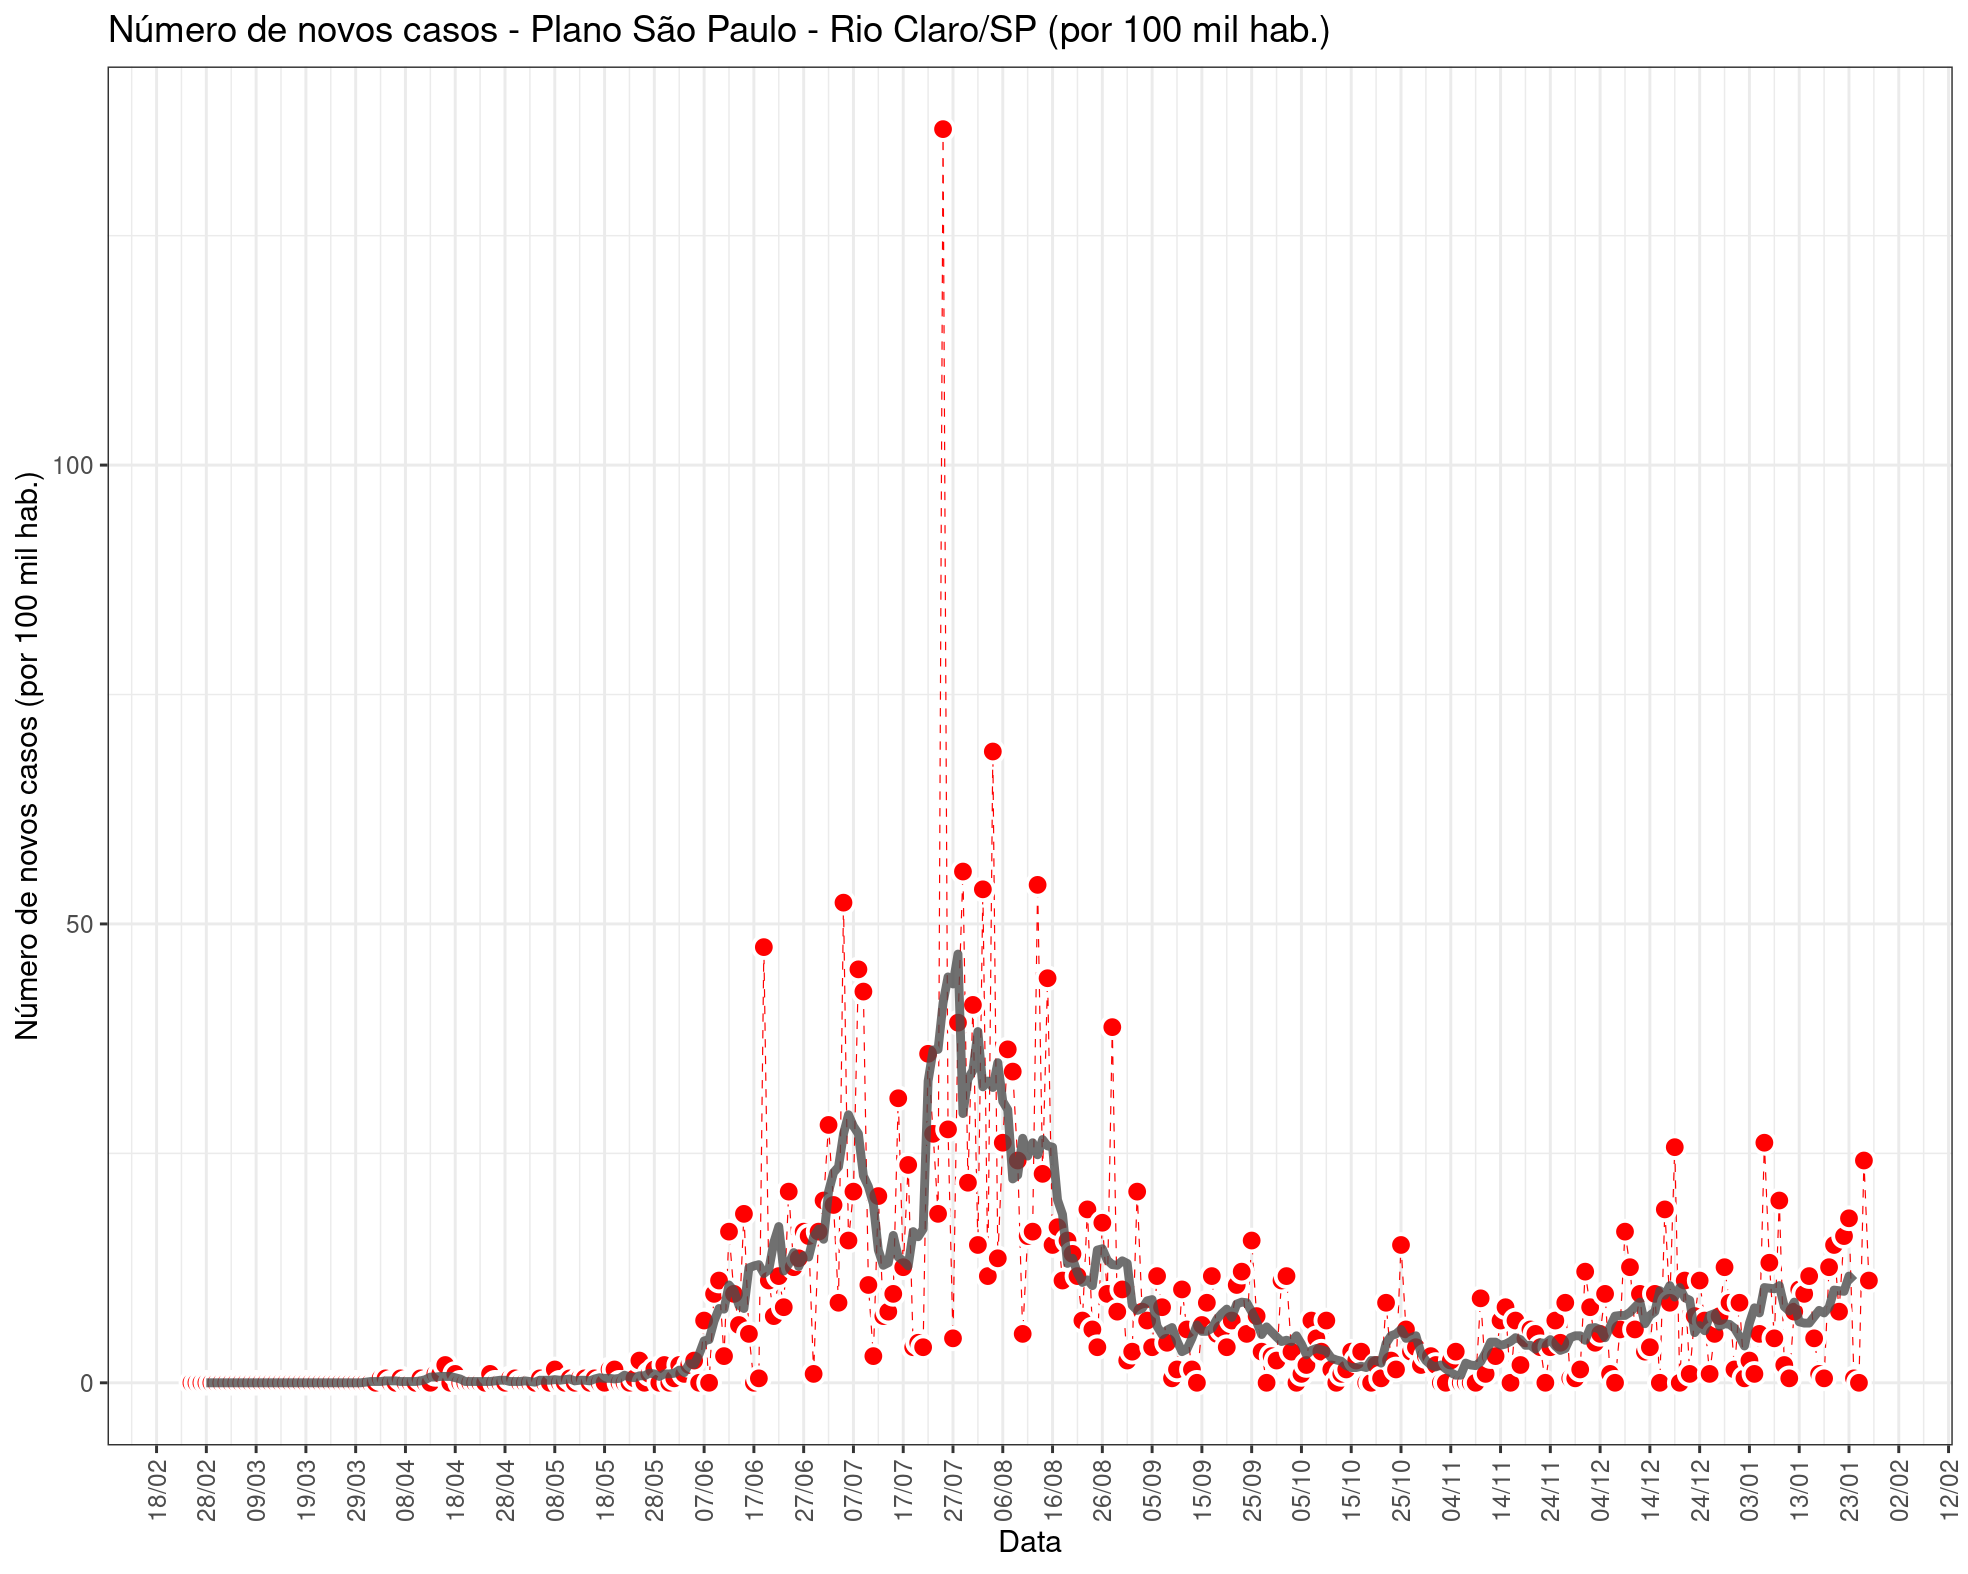 Número de novos casos - Plano São Paulo - Rio Claro/SP (por 100 mil hab.)
Número de novos casos (por 100 mil hab.)
100
50
0
18/02 28/02 09/03 19/03 29/03 08/04 18/04 28/04 08/05 18/05 28/05 07/06 17/06 27/06 07/07 17/07 27/07 06/08 16/08 26/08 05/09 15/09 25/09 05/10 15/10 25/10 04/11 14/11 24/11 04/12 14/12 24/12 03/01 13/01 23/01 02/02 12/02
Data